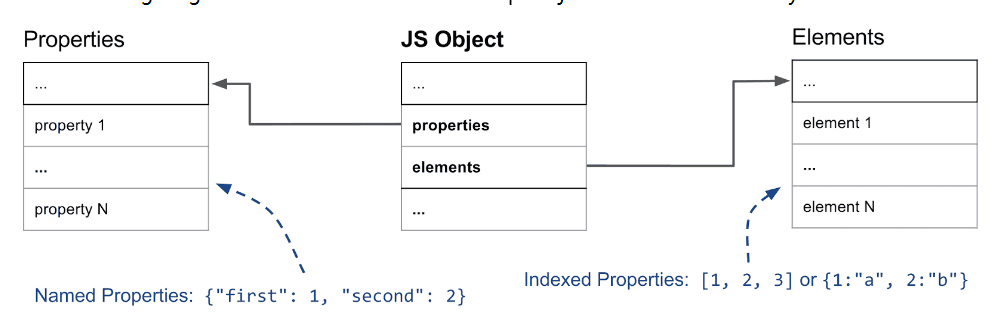 Properties
JS Object
Elements
...
...
...
property 1
properties
element 1
...
elements
...
property N
...
element N
Named Properties: {"first": 1, "second": 2}
Indexed Properties: [1, 2, 3] or {1:"a", 2:"b"}